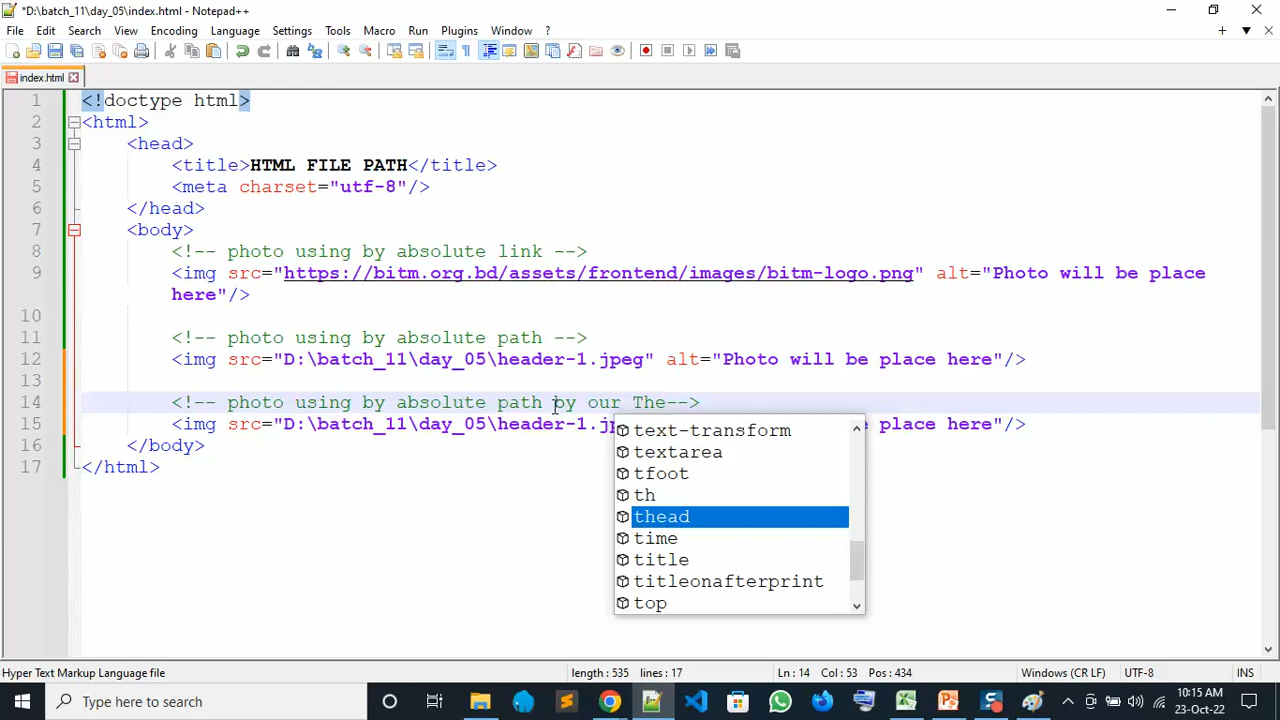 *D:\batch_11\day_05\index.html - Notepad++
File Edit Search View Encoding Language Settings Tools Macro Run Plugins Window ?
index.html
1 <!doctype html>
2 <html>
3 <head>
4 <title>HTML FILE PATH</title>
5 <meta charset="utf-8"/>
6 </head>
7 <body>
8 <!-- photo using by absolute link -->
9 <img src="https://bitm.org.bd/assets/frontend/images/bitm-logo.png" alt="Photo will be place
here"/>
10
11 <!-- photo using by absolute path -->
12 <img src="D:\batch_11\day_05\header-1.jpeg" alt="Photo will be place here"/>
13
14 <!-- photo using by absolute path by our The-->
15 <img src="D:\batch_11\day_05\header-1.jp e place here"/>
16 </body>
17 </html>
text-transform
textarea
tfoot
th
thead
time
title
titleonafterprint
top
Hyper Text Markup Language file length : 535 lines : 17 Ln : 14 Col : 53 Pos : 434 Windows (CR LF) UTF-8 INS
Type here to search
10:15 AM
23-Oct-22